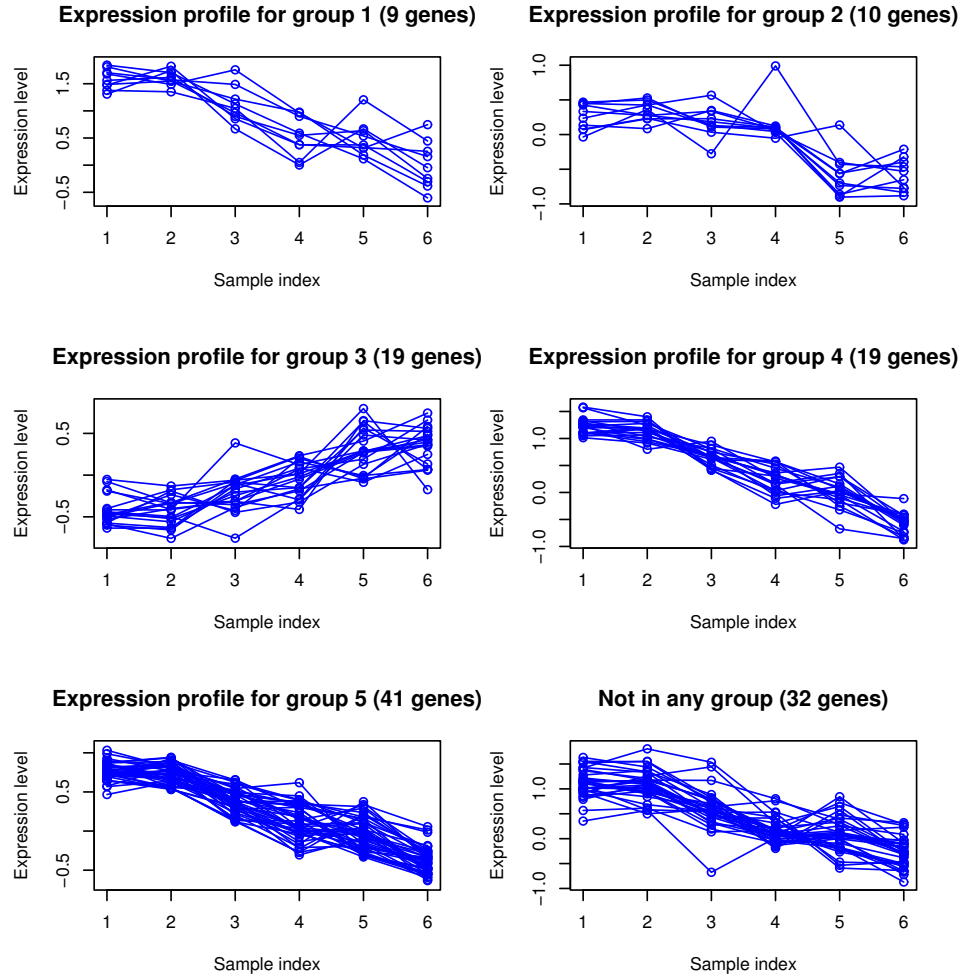 Expression profile for group 1 (9 genes)
Expression level
1.5
0.5
−0.5
1 2 3 4 5 6
Sample index
Expression profile for group 2 (10 genes)
Expression level
1.0
0.0
−1.0
1 2 3 4 5 6
Sample index
Expression profile for group 3 (19 genes)
Expression level
0.5
−0.5
1 2 3 4 5 6
Sample index
Expression profile for group 4 (19 genes)
Expression level
1.0
0.0
−1.0
1 2 3 4 5 6
Sample index
Expression profile for group 5 (41 genes)
Expression level
0.5
−0.5
1 2 3 4 5 6
Sample index
Not in any group (32 genes)
Expression level
1.0
0.0
−1.0
1 2 3 4 5 6
Sample index